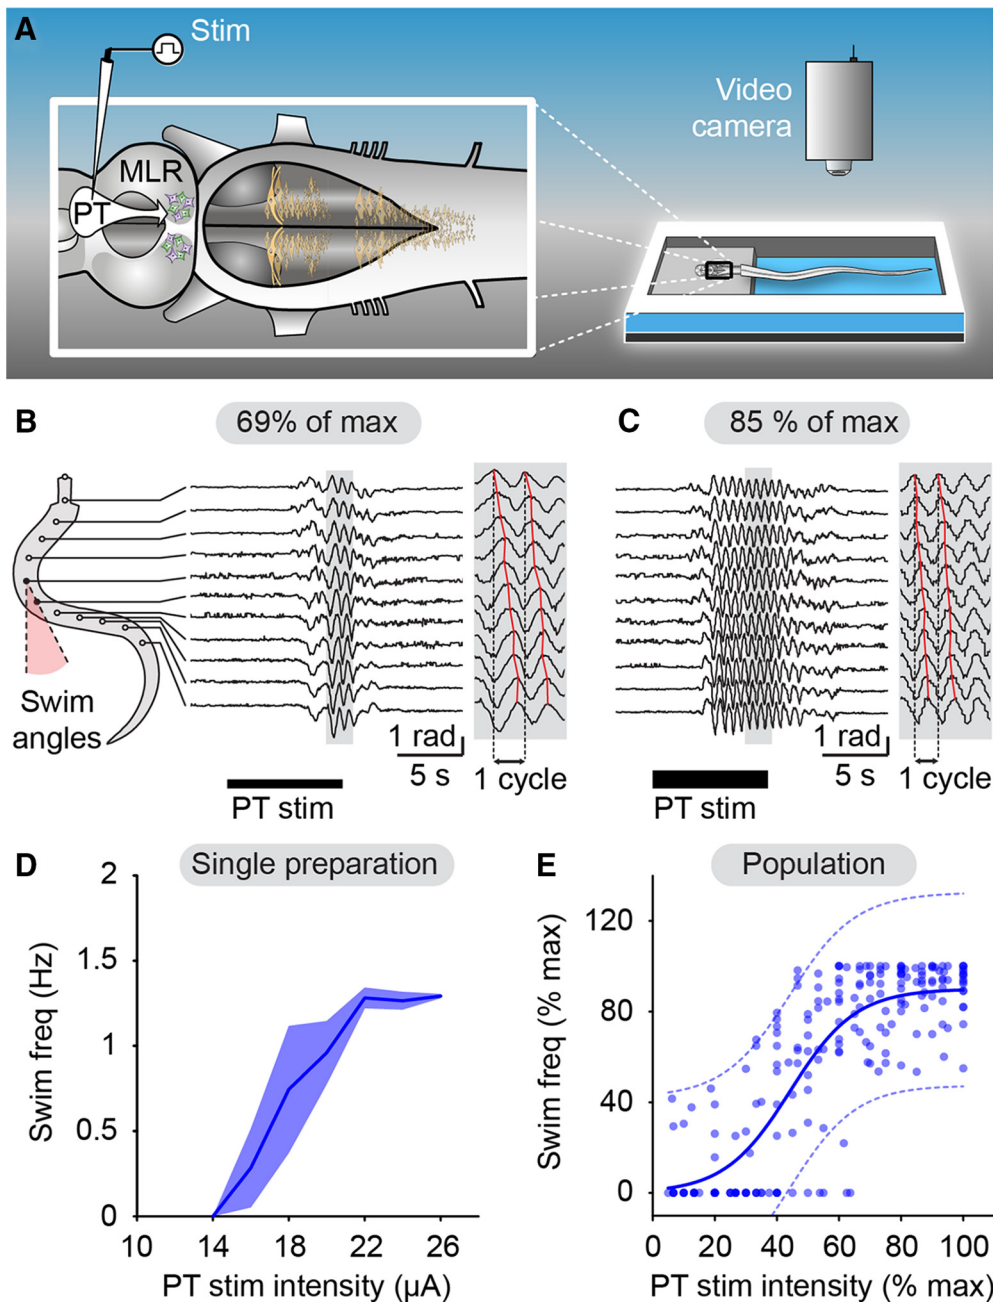 A
Stim
MLR
PT
Video
camera
B
69% of max
Swim
angles
1 rad
5 s
1 cycle
PT stim
C
85 % of max
1 rad
5 s
1 cycle
PT stim
D
Single preparation
2
1.5
1
0.5
0
Swim freq (Hz)
10 14 18 22 26
PT stim intensity (µA)
E
Population
120
80
40
0
Swim freq (% max)
0 20 40 60 80 100
PT stim intensity (% max)